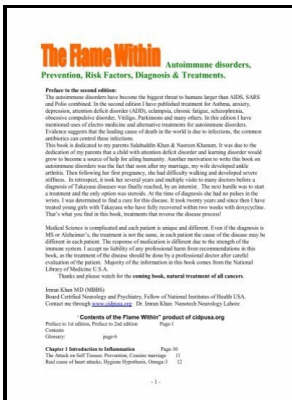 The Flame Within Autoimmune disorders,
Prevention, Risk Factors, Diagnosis & Treatments.
Preface to the second edition:
The autoimmune disorders have become the biggest threat to humans larger than AIDS, SARS
and Polio combined. In the second edition I have published treatment for Asthma, anxiety,
depression, attention deficit disorder (ADD), eclampsia, chronic fatigue, schizophrenia,
obsessive compulsive disorder, Vitiligo, Parkinsons and many others. In this edition I have
mentioned uses of electro medicine and alternative treatments for autoimmune disorders.
Evidence suggests that the leading cause of death in the world is due to infections, the common
antibiotics can control these infections.
This book is dedicated to my parents Salahuddin Khan & Nasreen Khanum. It was due to the
dedication of my parents that a child with attention deficit disorder and learning disorder would
grow to become a source of help for ailing humanity. Another motivation to write this book on
autoimmune disorders was the fact that soon after my marriage, my wife developed ankle
arthritis. Then following her first pregnancy, she had difficulty walking and developed severe
stiffness. In retrospect, it took her several years and multiple visits to many doctors before a
diagnosis of Takayasu diseases was finally reached, by an internist. The next hurdle was to start
a treatment and the only option was steroids. At the time of diagnosis she had no pulses in the
wrists. I was determined to find a cure for this disease. It took twenty years and since then I have
treated young girls with Takayasu who have fully recovered within two weeks with doxycycline.
That's what you find in this book, treatments that reverse the disease process!
Medical Science is complicated and each patient is unique and different. Even if the diagnosis is
MS or Alzheimer's, the treatment is not the same, in each patient the cause of the disease may be
different in each patient. The response of medication is different due to the strength of the
immune system. I accept no liability of any professional harm from recommendations in this
book, as the treatment of the disease should be by a professional doctor after careful
evaluation of the patient. Majority of the information in this book comes from the National
Library of Medicine U.S.A.
Thanks and please watch for the coming book, natural treatment of all cancers.
Imran Khan MD (MBBS)
Board Certified Neurology and Psychiatry, Fellow of National Institutes of Health USA.
Contact me through www.cidpusa.org Dr. Imran Khan Nanotech Neurology Lahore
"Contents of the Flame Within" product of cidpusa.org
Preface to 1st edition, Preface to 2nd edition Page-1
Contents
Glossary: page-6
Chapter 1 Introduction to Inflammation Page-10
The Attack on Self Tissues: Prevention, Cousins marriage 11
Real cause of heart attacks, Hygiene Hypothesis, Omega-3 12
- 1 -